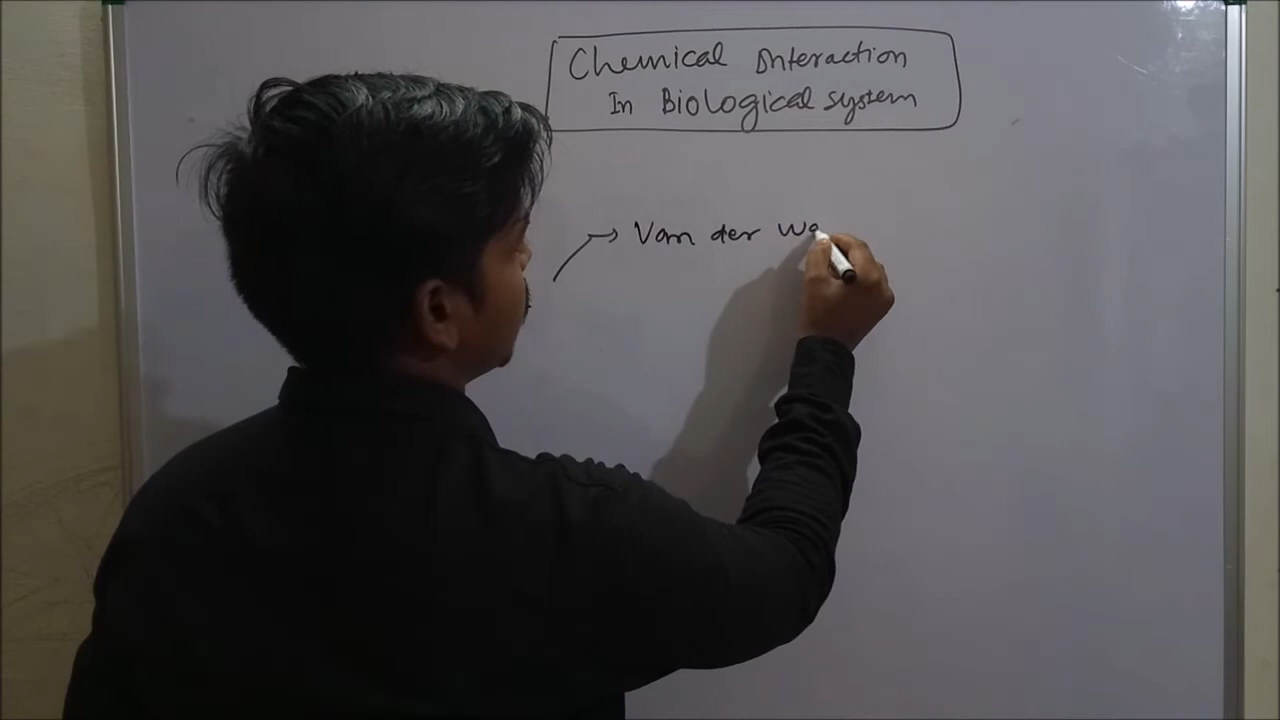 Chemical Interaction
In Biological system
→ Van der Wa